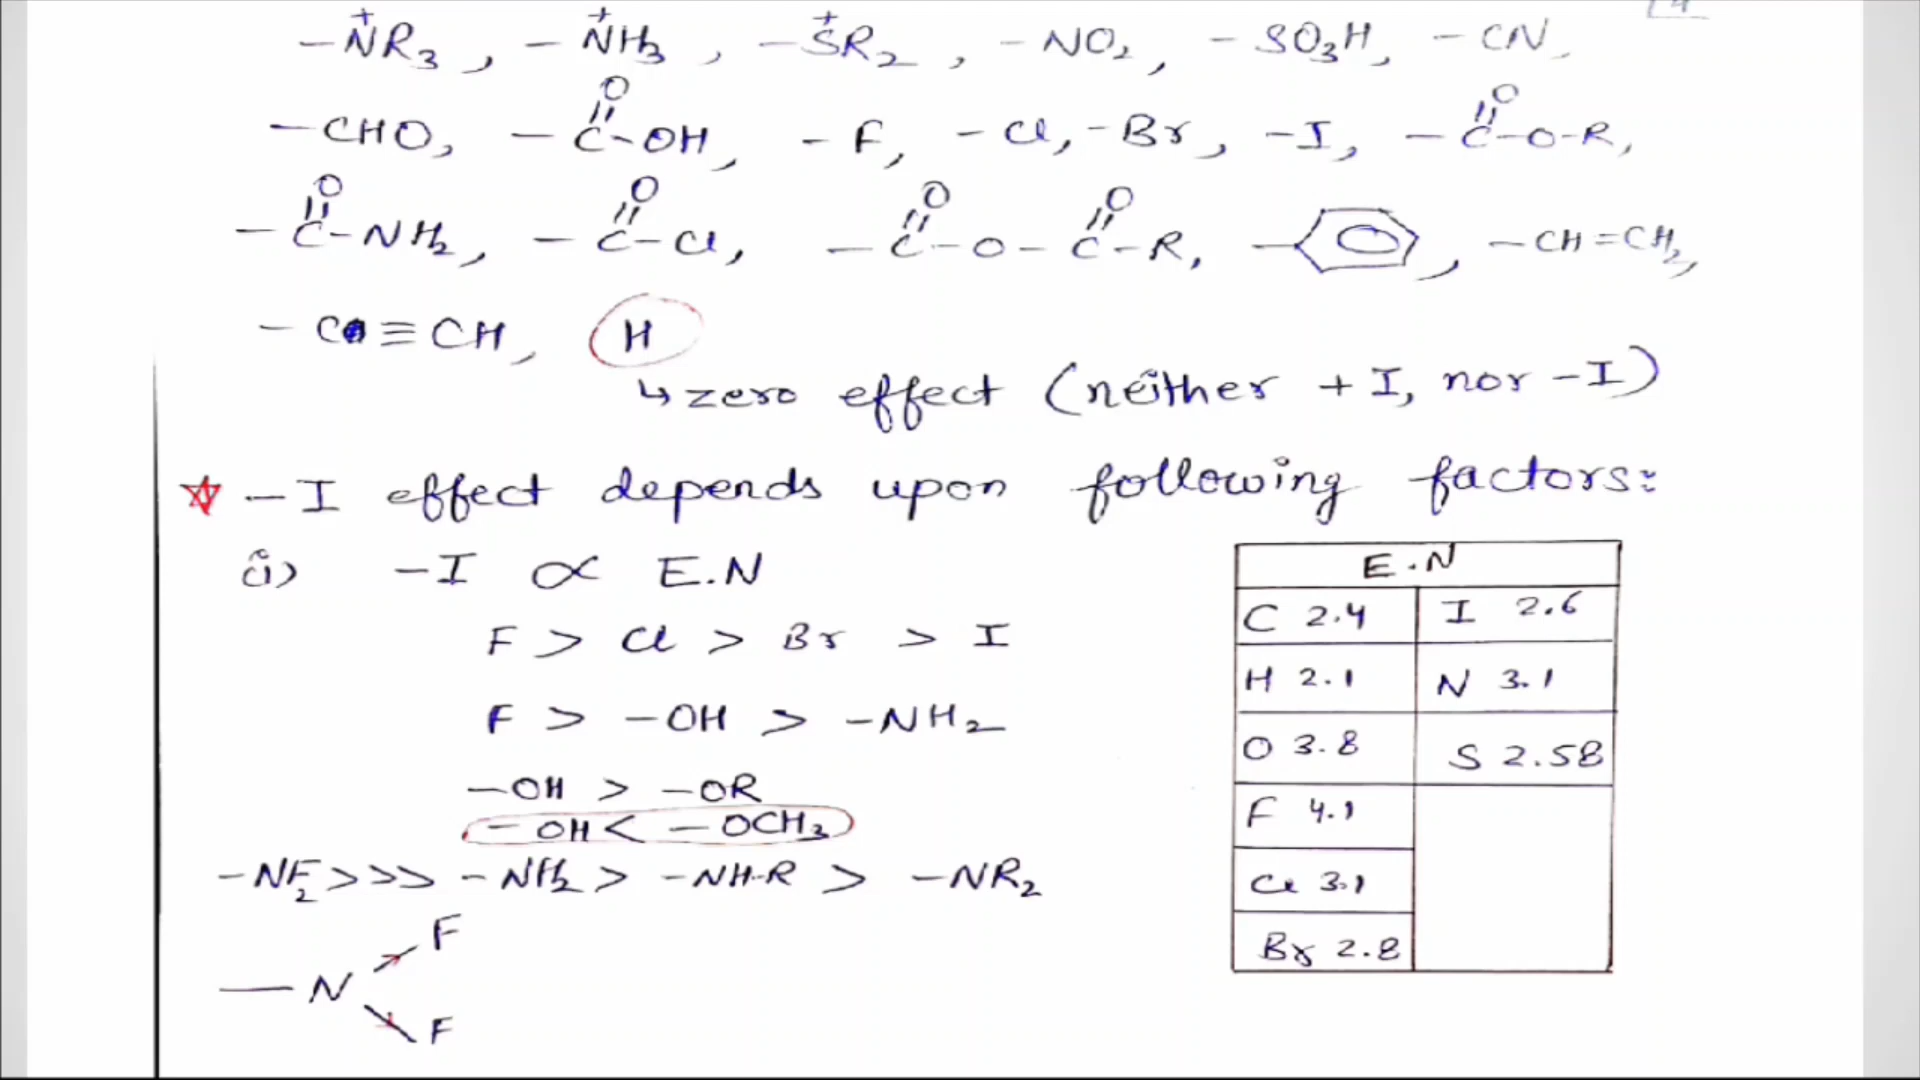 -N⁺R₃, -N⁺H₃, -S⁺R₂, -NO₂, -SO₃H, -CN,
-CHO, -C(=O)-OH, -F, -Cl, -Br, -I, -C(=O)-O-R,
-C(=O)-NH₂, -C(=O)-Cl, -C(=O)-O-C(=O)-R, -CH=CH₂,
-C≡CH, H
↳ zero effect (neither +I, nor -I)
-I effect depends upon following factors:
(i) -I ∝ E.N
F > Cl > Br > I
F > -OH > -NH₂
-OH > -OR
-OH < -OCH₃
-NF₂ >>> -NH₂ > -NH-R > -NR₂
F
-N
F
E.N
C 2.4 I 2.6
H 2.1 N 3.1
O 3.8 S 2.58
F 4.1
Cl 3.1
Br 2.8